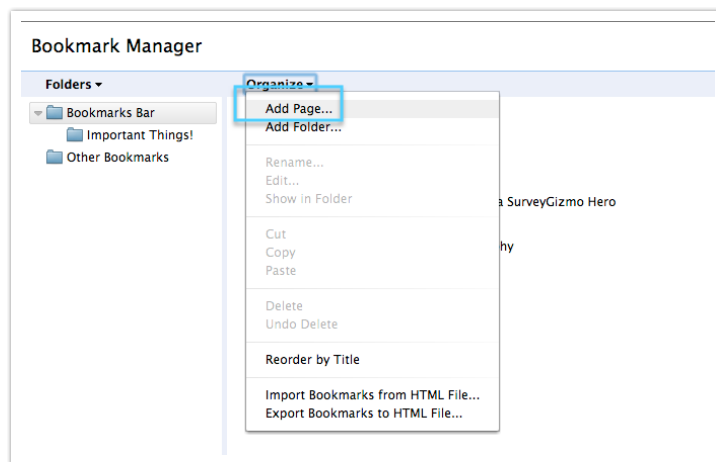 Bookmark Manager
Folders ▾
Organize ▾
Bookmarks Bar
Important Things!
Other Bookmarks
Add Page...
Add Folder...
Rename...
Edit...
Show in Folder
Cut
Copy
Paste
Delete
Undo Delete
Reorder by Title
Import Bookmarks from HTML File...
Export Bookmarks to HTML File...
a SurveyGizmo Hero
hy